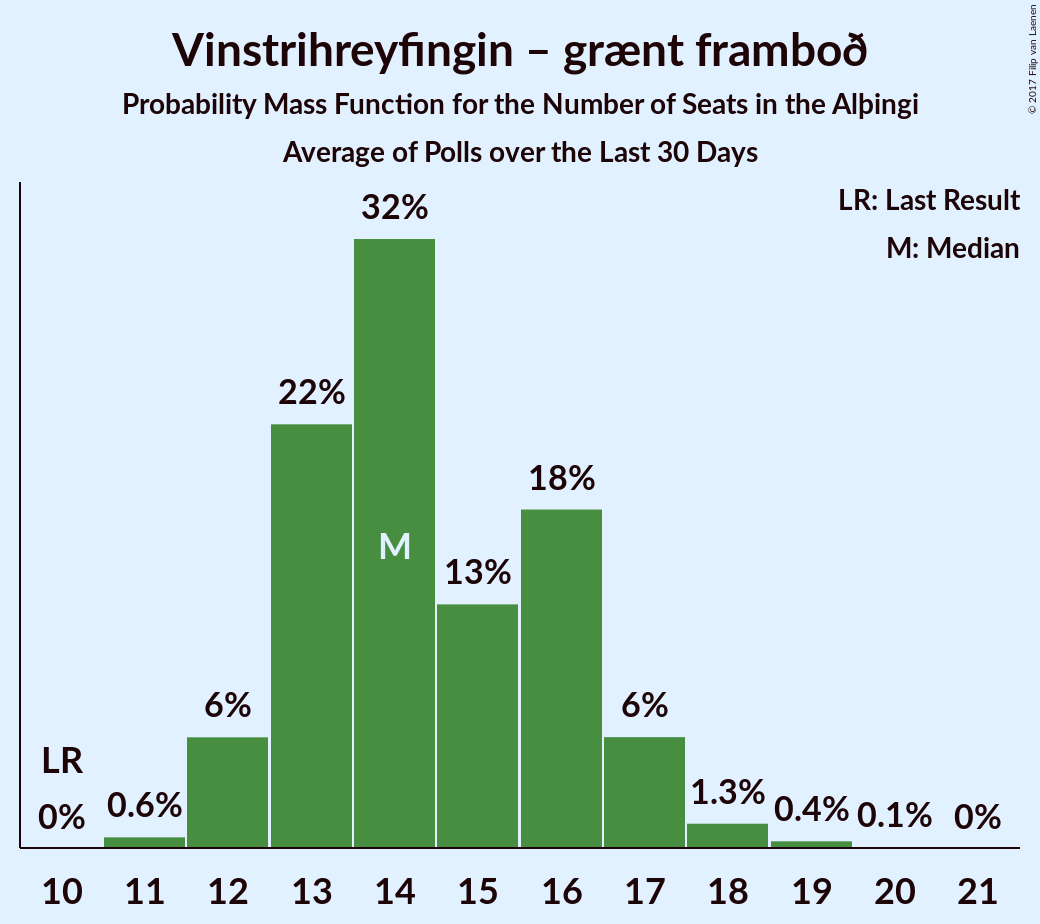 Vinstrihreyfingin – grænt framboð
Probability Mass Function for the Number of Seats in the Alþingi
Average of Polls over the Last 30 Days
© 2017 Filip van Laenen
LR: Last Result
M: Median
32%
22%
18%
M
13%
6%
6%
LR
0%
0.6%
1.3%
0.4%
0.1%
0%
10 11 12 13 14 15 16 17 18 19 20 21